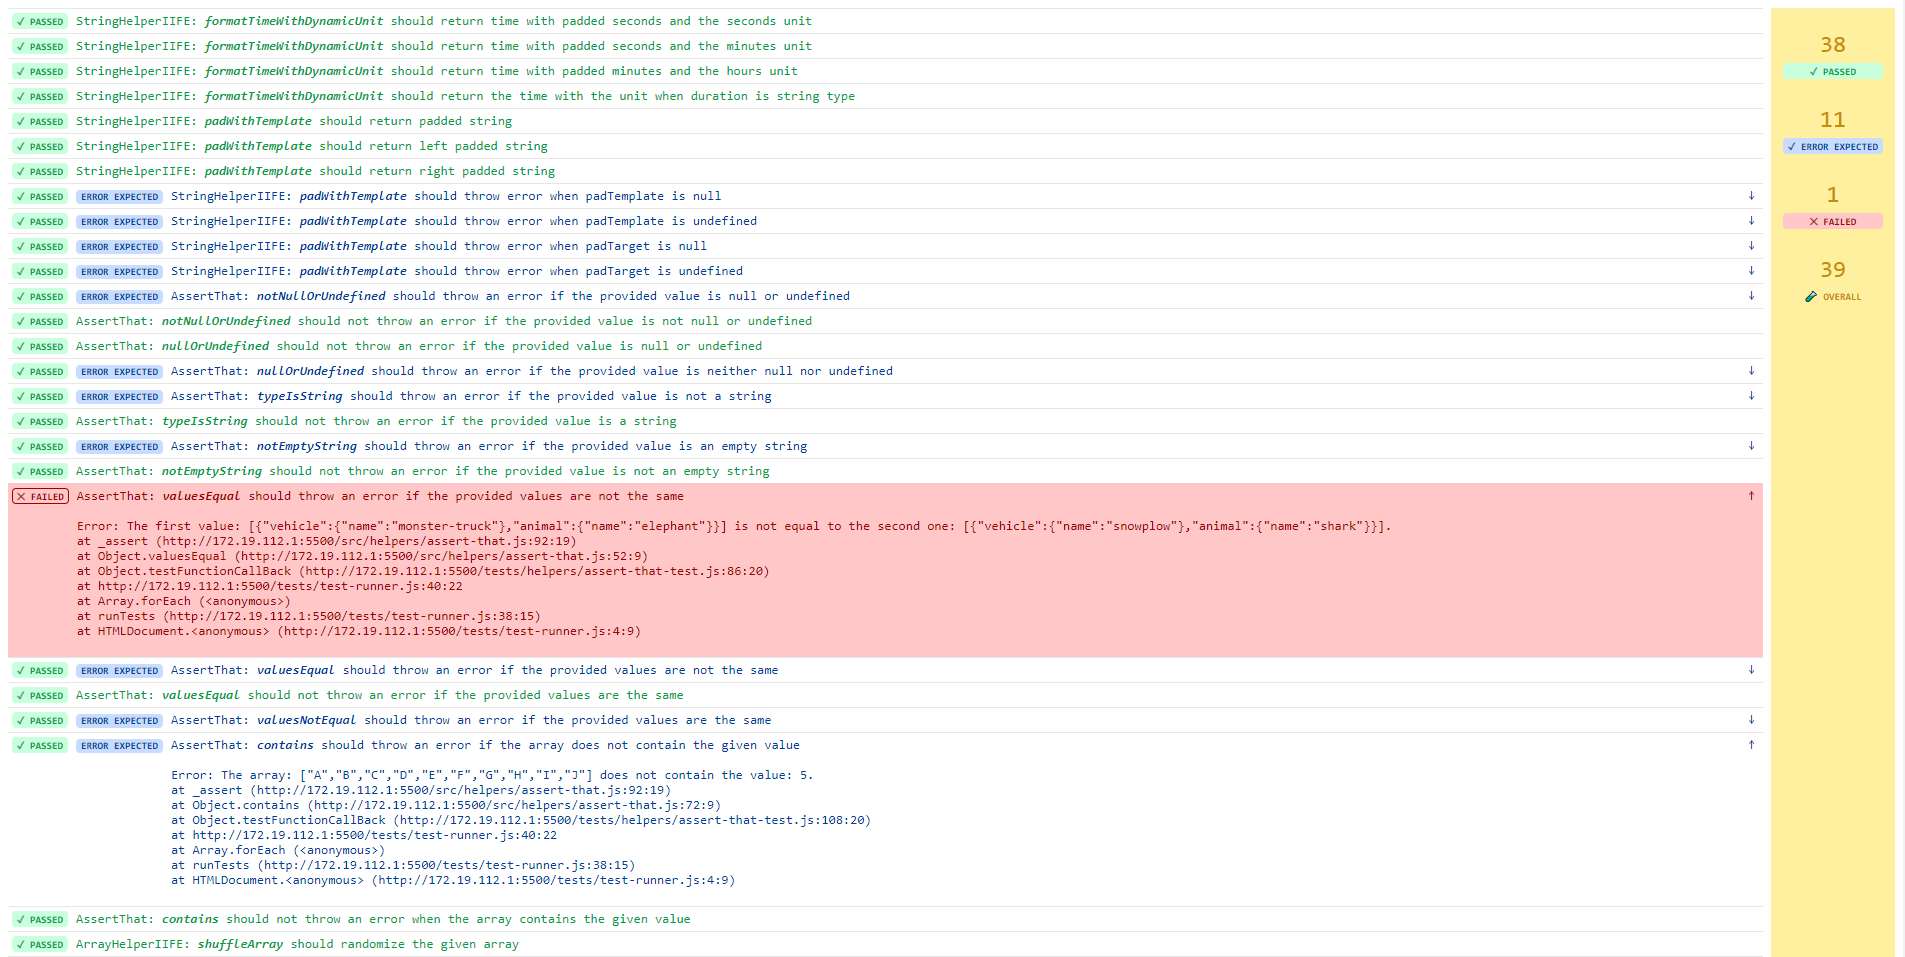 ✓ PASSED StringHelperIIFE: formatTimeWithDynamicUnit should return time with padded seconds and the seconds unit
✓ PASSED StringHelperIIFE: formatTimeWithDynamicUnit should return time with padded seconds and the minutes unit
✓ PASSED StringHelperIIFE: formatTimeWithDynamicUnit should return time with padded minutes and the hours unit
✓ PASSED StringHelperIIFE: formatTimeWithDynamicUnit should return the time with the unit when duration is string type
✓ PASSED StringHelperIIFE: padWithTemplate should return padded string
✓ PASSED StringHelperIIFE: padWithTemplate should return left padded string
✓ PASSED StringHelperIIFE: padWithTemplate should return right padded string
✓ PASSED ERROR EXPECTED StringHelperIIFE: padWithTemplate should throw error when padTemplate is null ↓
✓ PASSED ERROR EXPECTED StringHelperIIFE: padWithTemplate should throw error when padTemplate is undefined ↓
✓ PASSED ERROR EXPECTED StringHelperIIFE: padWithTemplate should throw error when padTarget is null ↓
✓ PASSED ERROR EXPECTED StringHelperIIFE: padWithTemplate should throw error when padTarget is undefined ↓
✓ PASSED ERROR EXPECTED AssertThat: notNullOrUndefined should throw an error if the provided value is null or undefined ↓
✓ PASSED AssertThat: notNullOrUndefined should not throw an error if the provided value is not null or undefined
✓ PASSED AssertThat: nullOrUndefined should not throw an error if the provided value is null or undefined
✓ PASSED ERROR EXPECTED AssertThat: nullOrUndefined should throw an error if the provided value is neither null nor undefined ↓
✓ PASSED ERROR EXPECTED AssertThat: typeIsString should throw an error if the provided value is not a string ↓
✓ PASSED AssertThat: typeIsString should not throw an error if the provided value is a string
✓ PASSED ERROR EXPECTED AssertThat: notEmptyString should throw an error if the provided value is an empty string ↓
✓ PASSED AssertThat: notEmptyString should not throw an error if the provided value is not an empty string
✕ FAILED AssertThat: valuesEqual should throw an error if the provided values are not the same ↑
Error: The first value: [{"vehicle":{"name":"monster-truck"},"animal":{"name":"elephant"}}] is not equal to the second one: [{"vehicle":{"name":"snowplow"},"animal":{"name":"shark"}}].
at _assert (http://172.19.112.1:5500/src/helpers/assert-that.js:92:19)
at Object.valuesEqual (http://172.19.112.1:5500/src/helpers/assert-that.js:52:9)
at Object.testFunctionCallBack (http://172.19.112.1:5500/tests/helpers/assert-that-test.js:86:20)
at http://172.19.112.1:5500/tests/test-runner.js:40:22
at Array.forEach (<anonymous>)
at runTests (http://172.19.112.1:5500/tests/test-runner.js:38:15)
at HTMLDocument.<anonymous> (http://172.19.112.1:5500/tests/test-runner.js:4:9)
✓ PASSED ERROR EXPECTED AssertThat: valuesEqual should throw an error if the provided values are not the same ↓
✓ PASSED AssertThat: valuesEqual should not throw an error if the provided values are the same
✓ PASSED ERROR EXPECTED AssertThat: valuesNotEqual should throw an error if the provided values are the same ↓
✓ PASSED ERROR EXPECTED AssertThat: contains should throw an error if the array does not contain the given value ↑
Error: The array: ["A","B","C","D","E","F","G","H","I","J"] does not contain the value: 5.
at _assert (http://172.19.112.1:5500/src/helpers/assert-that.js:92:19)
at Object.contains (http://172.19.112.1:5500/src/helpers/assert-that.js:72:9)
at Object.testFunctionCallBack (http://172.19.112.1:5500/tests/helpers/assert-that-test.js:108:20)
at http://172.19.112.1:5500/tests/test-runner.js:40:22
at Array.forEach (<anonymous>)
at runTests (http://172.19.112.1:5500/tests/test-runner.js:38:15)
at HTMLDocument.<anonymous> (http://172.19.112.1:5500/tests/test-runner.js:4:9)
✓ PASSED AssertThat: contains should not throw an error when the array contains the given value
✓ PASSED ArrayHelperIIFE: shuffleArray should randomize the given array
38
✓ PASSED
11
✓ ERROR EXPECTED
1
✕ FAILED
39
OVERALL